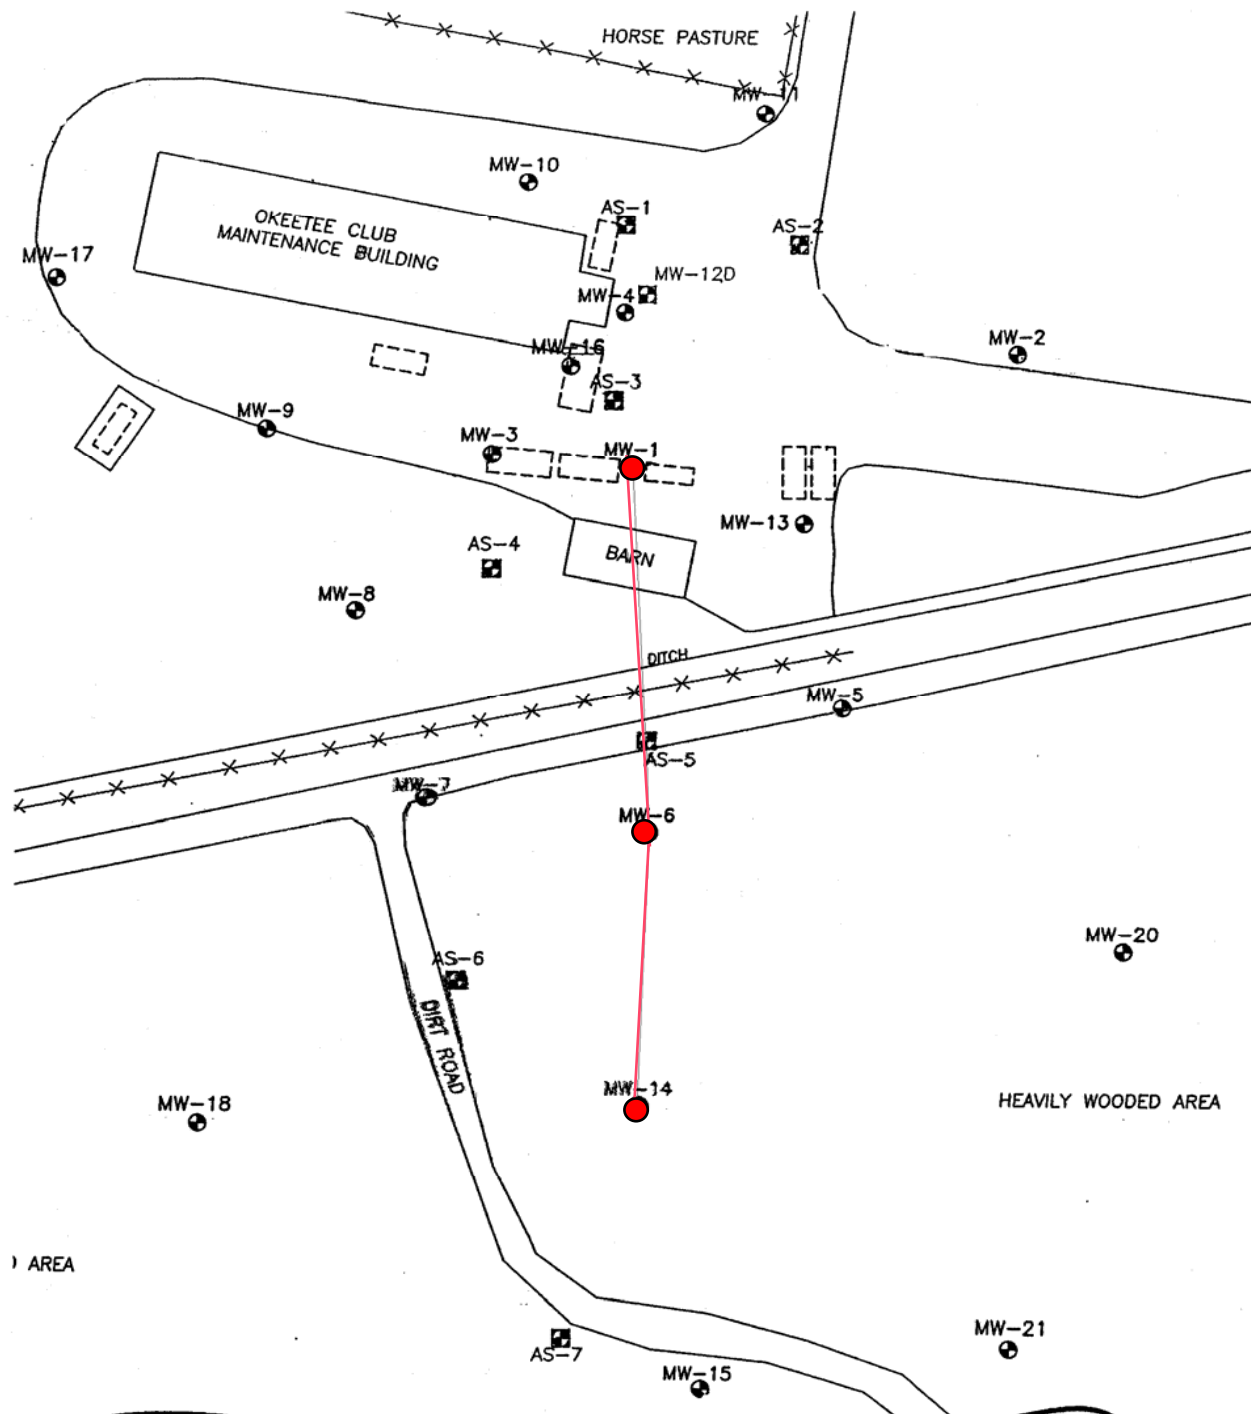 HORSE PASTURE
MW-11
MW-10
AS-1
AS-2
OKEETEE CLUB
MAINTENANCE BUILDING
MW-17
MW-12D
MW-4
MW-2
MW-16
AS-3
MW-9
MW-3
MW-1
MW-13
AS-4
BARN
MW-8
DITCH
MW-5
AS-5
MW-7
MW-6
MW-20
AS-6
DIRT ROAD
MW-14
MW-18
HEAVILY WOODED AREA
AREA
MW-21
AS-7
MW-15